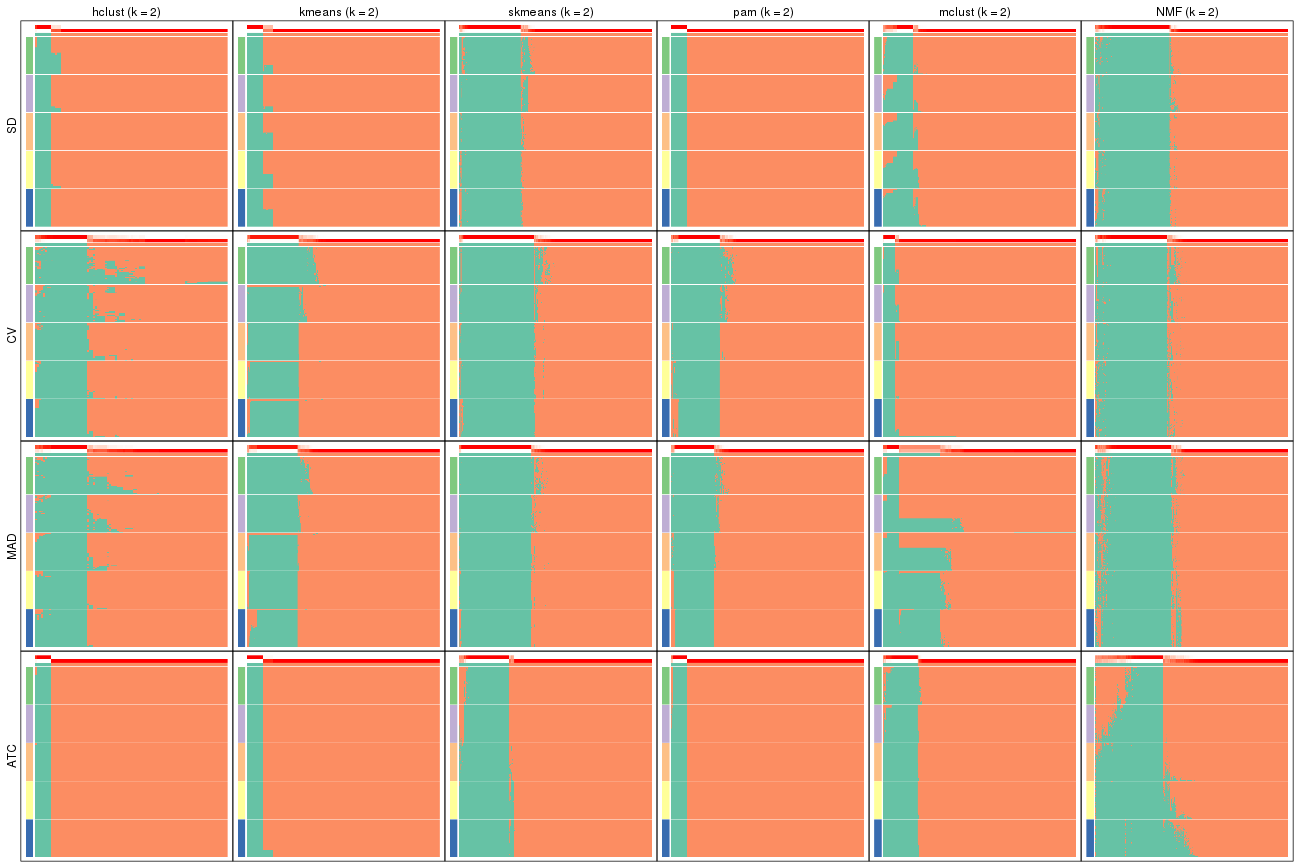 hclust (k = 2)
kmeans (k = 2)
skmeans (k = 2)
pam (k = 2)
mclust (k = 2)
NMF (k = 2)
SD
CV
MAD
ATC